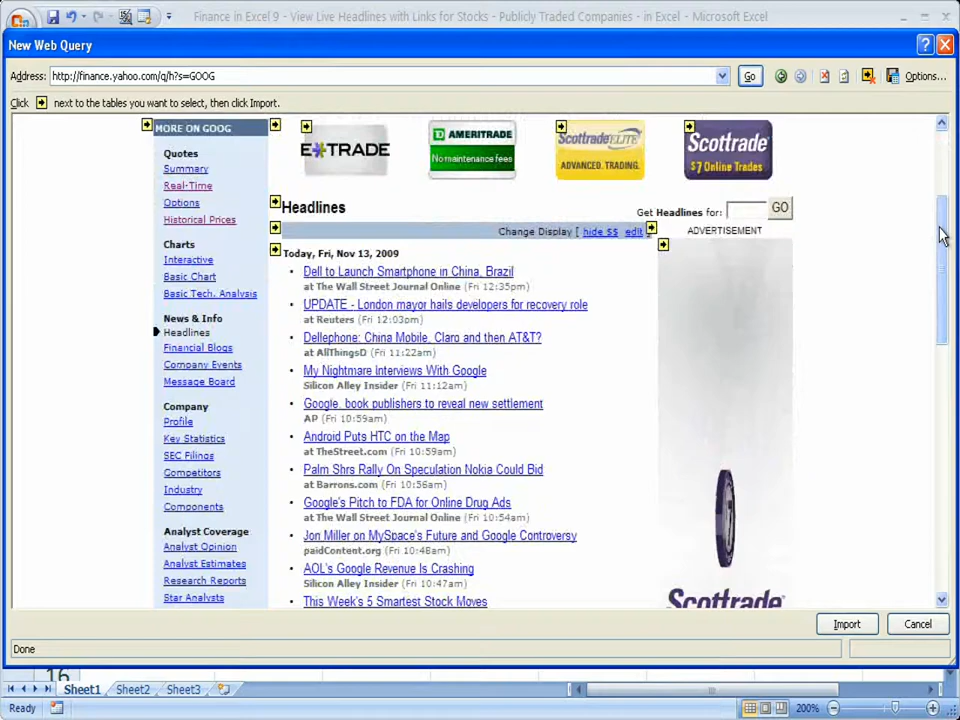 Finance in Excel 9 - View Live Headlines with Links for Stocks - Publicly Traded Companies - in Excel - Microsoft Excel
New Web Query
Address: http://finance.yahoo.com/q/h?s=GOOG Go Options...
Click next to the tables you want to select, then click Import.
MORE ON GOOG
Quotes
Summary
Real-Time
Options
Historical Prices
Charts
Interactive
Basic Chart
Basic Tech. Analysis
News & Info
Headlines
Financial Blogs
Company Events
Message Board
Company
Profile
Key Statistics
SEC Filings
Competitors
Industry
Components
Analyst Coverage
Analyst Opinion
Analyst Estimates
Research Reports
Star Analysts
E*TRADE
TD AMERITRADE
No maintenance fees
Scottrade ELITE
ADVANCED. TRADING.
Scottrade
$7 Online Trades
Headlines
Get Headlines for: GO
Change Display [ hide $$ edit
ADVERTISEMENT
Today, Fri, Nov 13, 2009
• Dell to Launch Smartphone in China, Brazil
at The Wall Street Journal Online (Fri 12:35pm)
• UPDATE - London mayor hails developers for recovery role
at Reuters (Fri 12:03pm)
• Dellephone: China Mobile, Claro and then AT&T?
at AllThingsD (Fri 11:22am)
• My Nightmare Interviews With Google
Silicon Alley Insider (Fri 11:12am)
• Google, book publishers to reveal new settlement
AP (Fri 10:59am)
• Android Puts HTC on the Map
at TheStreet.com (Fri 10:59am)
• Palm Shrs Rally On Speculation Nokia Could Bid
at Barrons.com (Fri 10:56am)
• Google's Pitch to FDA for Online Drug Ads
at The Wall Street Journal Online (Fri 10:54am)
• Jon Miller on MySpace's Future and Google Controversy
paidContent.org (Fri 10:48am)
• AOL's Google Revenue Is Crashing
Silicon Alley Insider (Fri 10:47am)
• This Week's 5 Smartest Stock Moves
Scottrade
Import Cancel
Done
16
Sheet1 Sheet2 Sheet3
Ready 200%